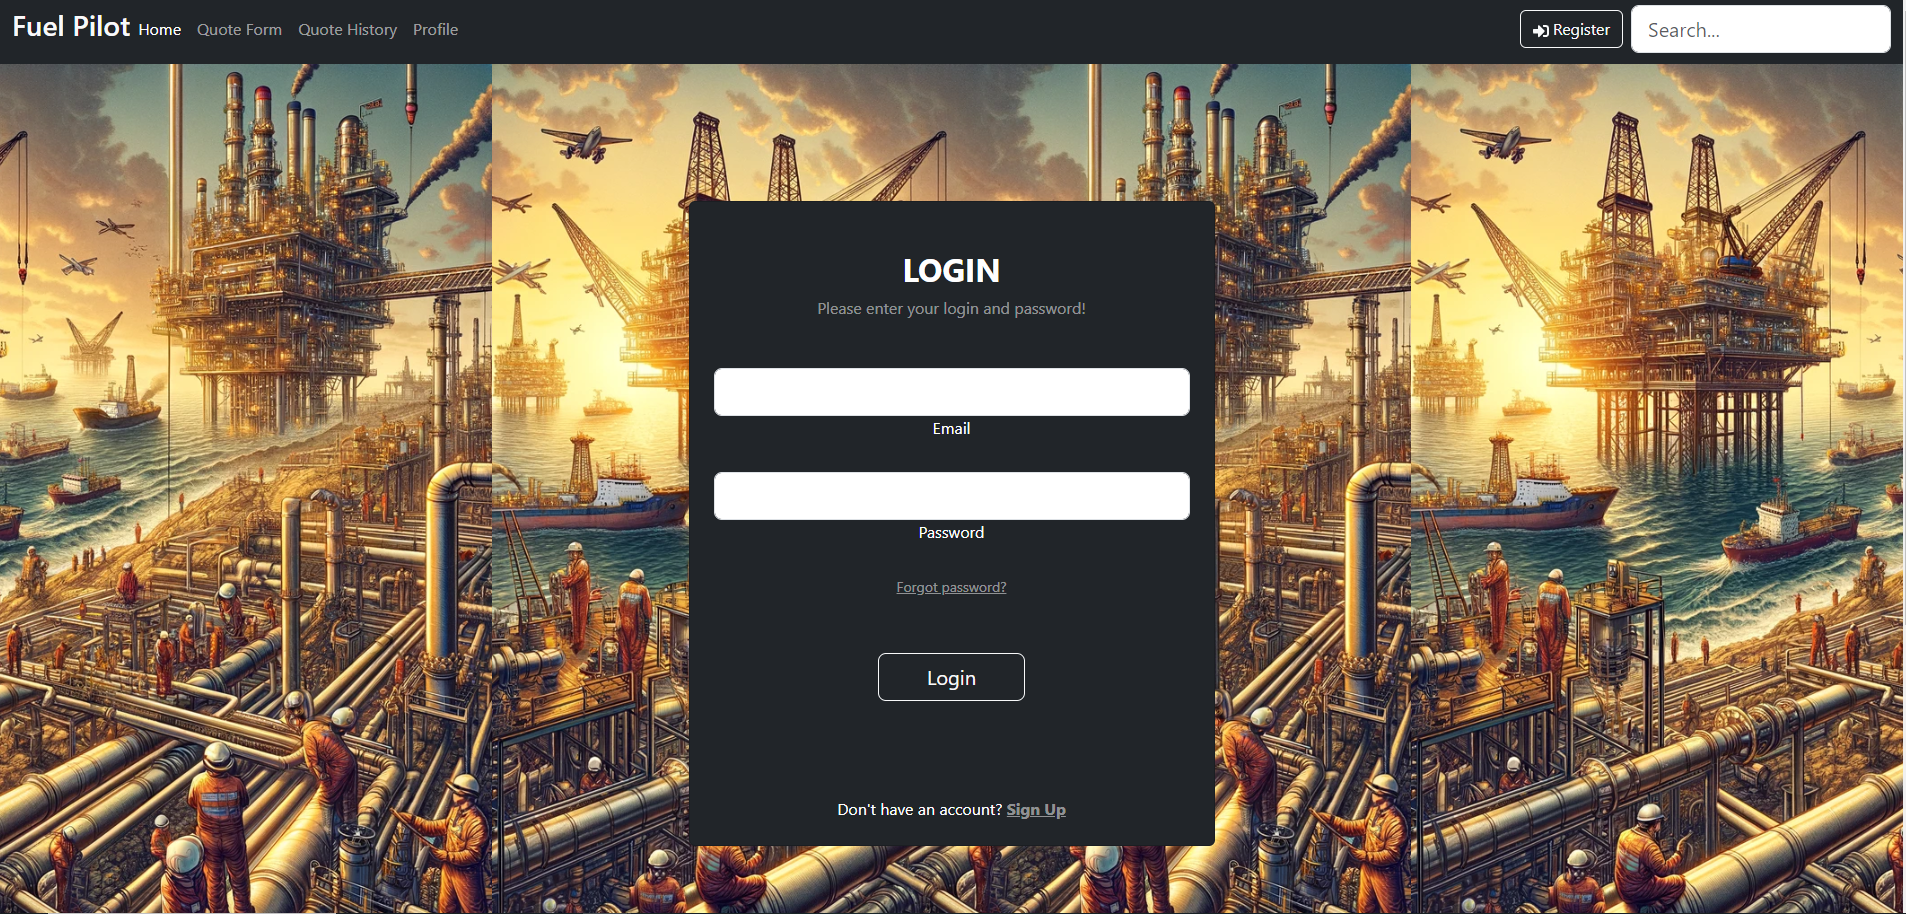 Fuel Pilot Home Quote Form Quote History Profile Register Search...
LOGIN
Please enter your login and password!
Email
Password
Forgot password?
Login
Don't have an account? Sign Up